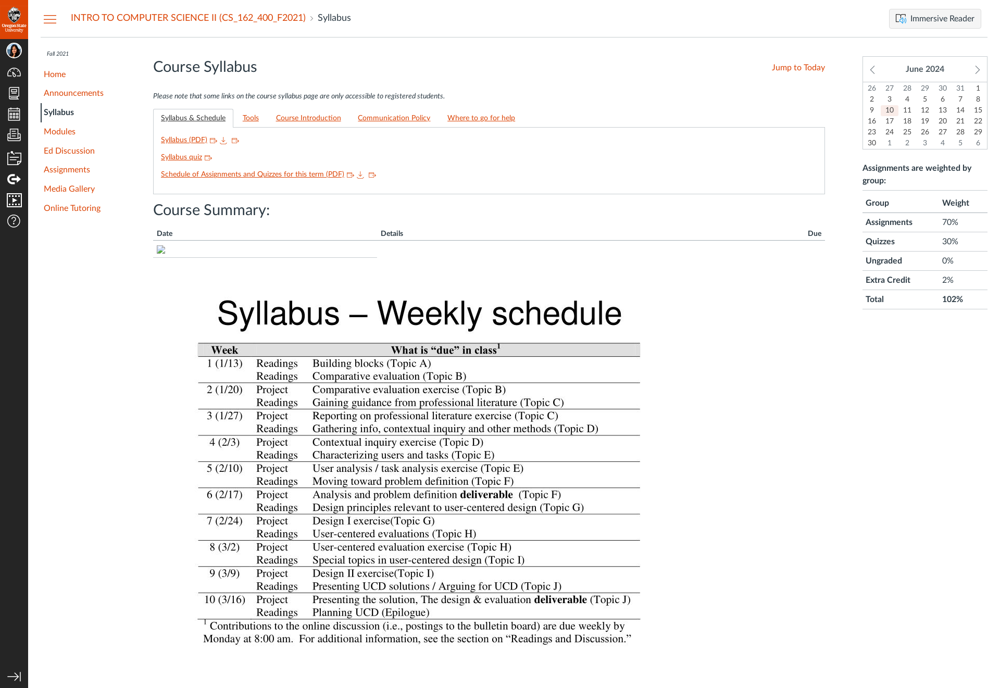 Oregon State
University
INTRO TO COMPUTER SCIENCE II (CS_162_400_F2021) > Syllabus
Immersive Reader
Fall 2021
Home
Announcements
Syllabus
Modules
Ed Discussion
Assignments
Media Gallery
Online Tutoring
Course Syllabus
Jump to Today
Please note that some links on the course syllabus page are only accessible to registered students.
Syllabus & Schedule Tools Course Introduction Communication Policy Where to go for help
Syllabus (PDF)
Syllabus quiz
Schedule of Assignments and Quizzes for this term (PDF)
Course Summary:
Date Details Due
Syllabus – Weekly schedule
Week What is “due” in class1
1 (1/13) Readings Building blocks (Topic A)
Readings Comparative evaluation (Topic B)
2 (1/20) Project Comparative evaluation exercise (Topic B)
Readings Gaining guidance from professional literature (Topic C)
3 (1/27) Project Reporting on professional literature exercise (Topic C)
Readings Gathering info, contextual inquiry and other methods (Topic D)
4 (2/3) Project Contextual inquiry exercise (Topic D)
Readings Characterizing users and tasks (Topic E)
5 (2/10) Project User analysis / task analysis exercise (Topic E)
Readings Moving toward problem definition (Topic F)
6 (2/17) Project Analysis and problem definition deliverable (Topic F)
Readings Design principles relevant to user-centered design (Topic G)
7 (2/24) Project Design I exercise(Topic G)
Readings User-centered evaluations (Topic H)
8 (3/2) Project User-centered evaluation exercise (Topic H)
Readings Special topics in user-centered design (Topic I)
9 (3/9) Project Design II exercise(Topic I)
Readings Presenting UCD solutions / Arguing for UCD (Topic J)
10 (3/16) Project Presenting the solution, The design & evaluation deliverable (Topic J)
Readings Planning UCD (Epilogue)
1 Contributions to the online discussion (i.e., postings to the bulletin board) are due weekly by
Monday at 8:00 am. For additional information, see the section on “Readings and Discussion.”
June 2024
26 27 28 29 30 31 1
2 3 4 5 6 7 8
9 10 11 12 13 14 15
16 17 18 19 20 21 22
23 24 25 26 27 28 29
30 1 2 3 4 5 6
Assignments are weighted by
group:
Group Weight
Assignments 70%
Quizzes 30%
Ungraded 0%
Extra Credit 2%
Total 102%